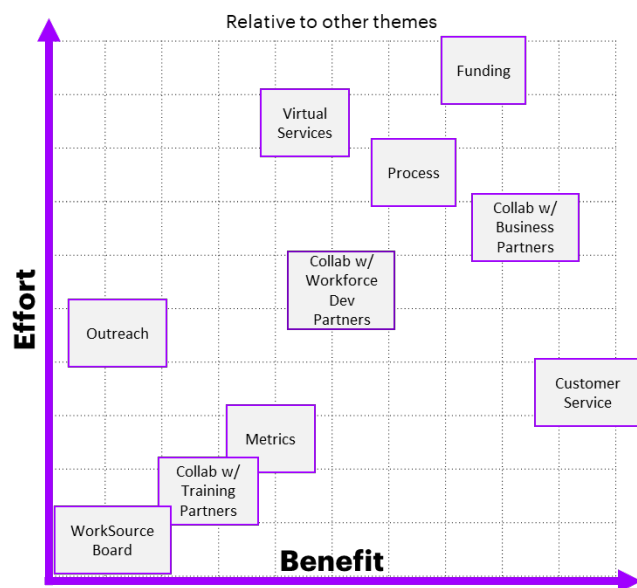 Relative to other themes
Funding
Virtual
Services
Process
Collab w/
Business
Partners
Collab w/
Workforce
Dev
Partners
Outreach
Customer
Service
Metrics
Collab w/
Training
Partners
WorkSource
Board
Effort
Benefit